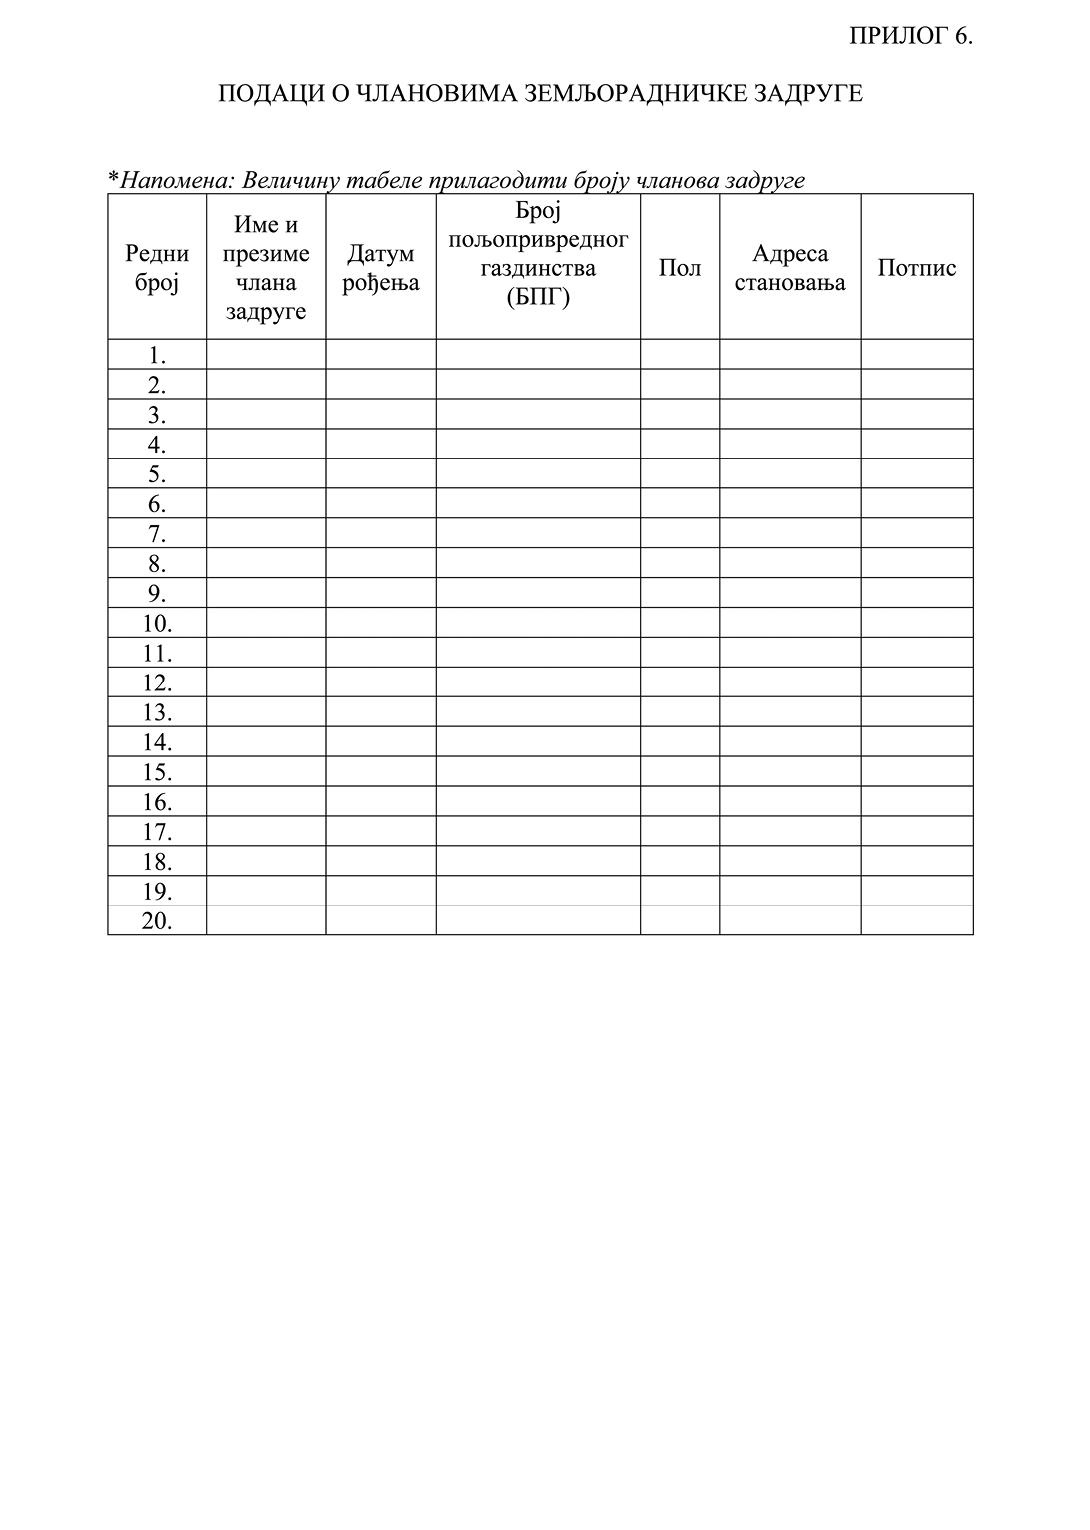 ПРИЛОГ 6.
ПОДАЦИ О ЧЛАНОВИМА ЗЕМЉОРАДНИЧКЕ ЗАДРУГЕ
*Напомена: Величину табеле прилагодити броју чланова задруге
Редни
број
Име и
презиме
члана
задруге
Датум
рођења
Број
пољопривредног
газдинства
(БПГ)
Пол
Адреса
становања
Потпис
1.
2.
3.
4.
5.
6.
7.
8.
9.
10.
11.
12.
13.
14.
15.
16.
17.
18.
19.
20.